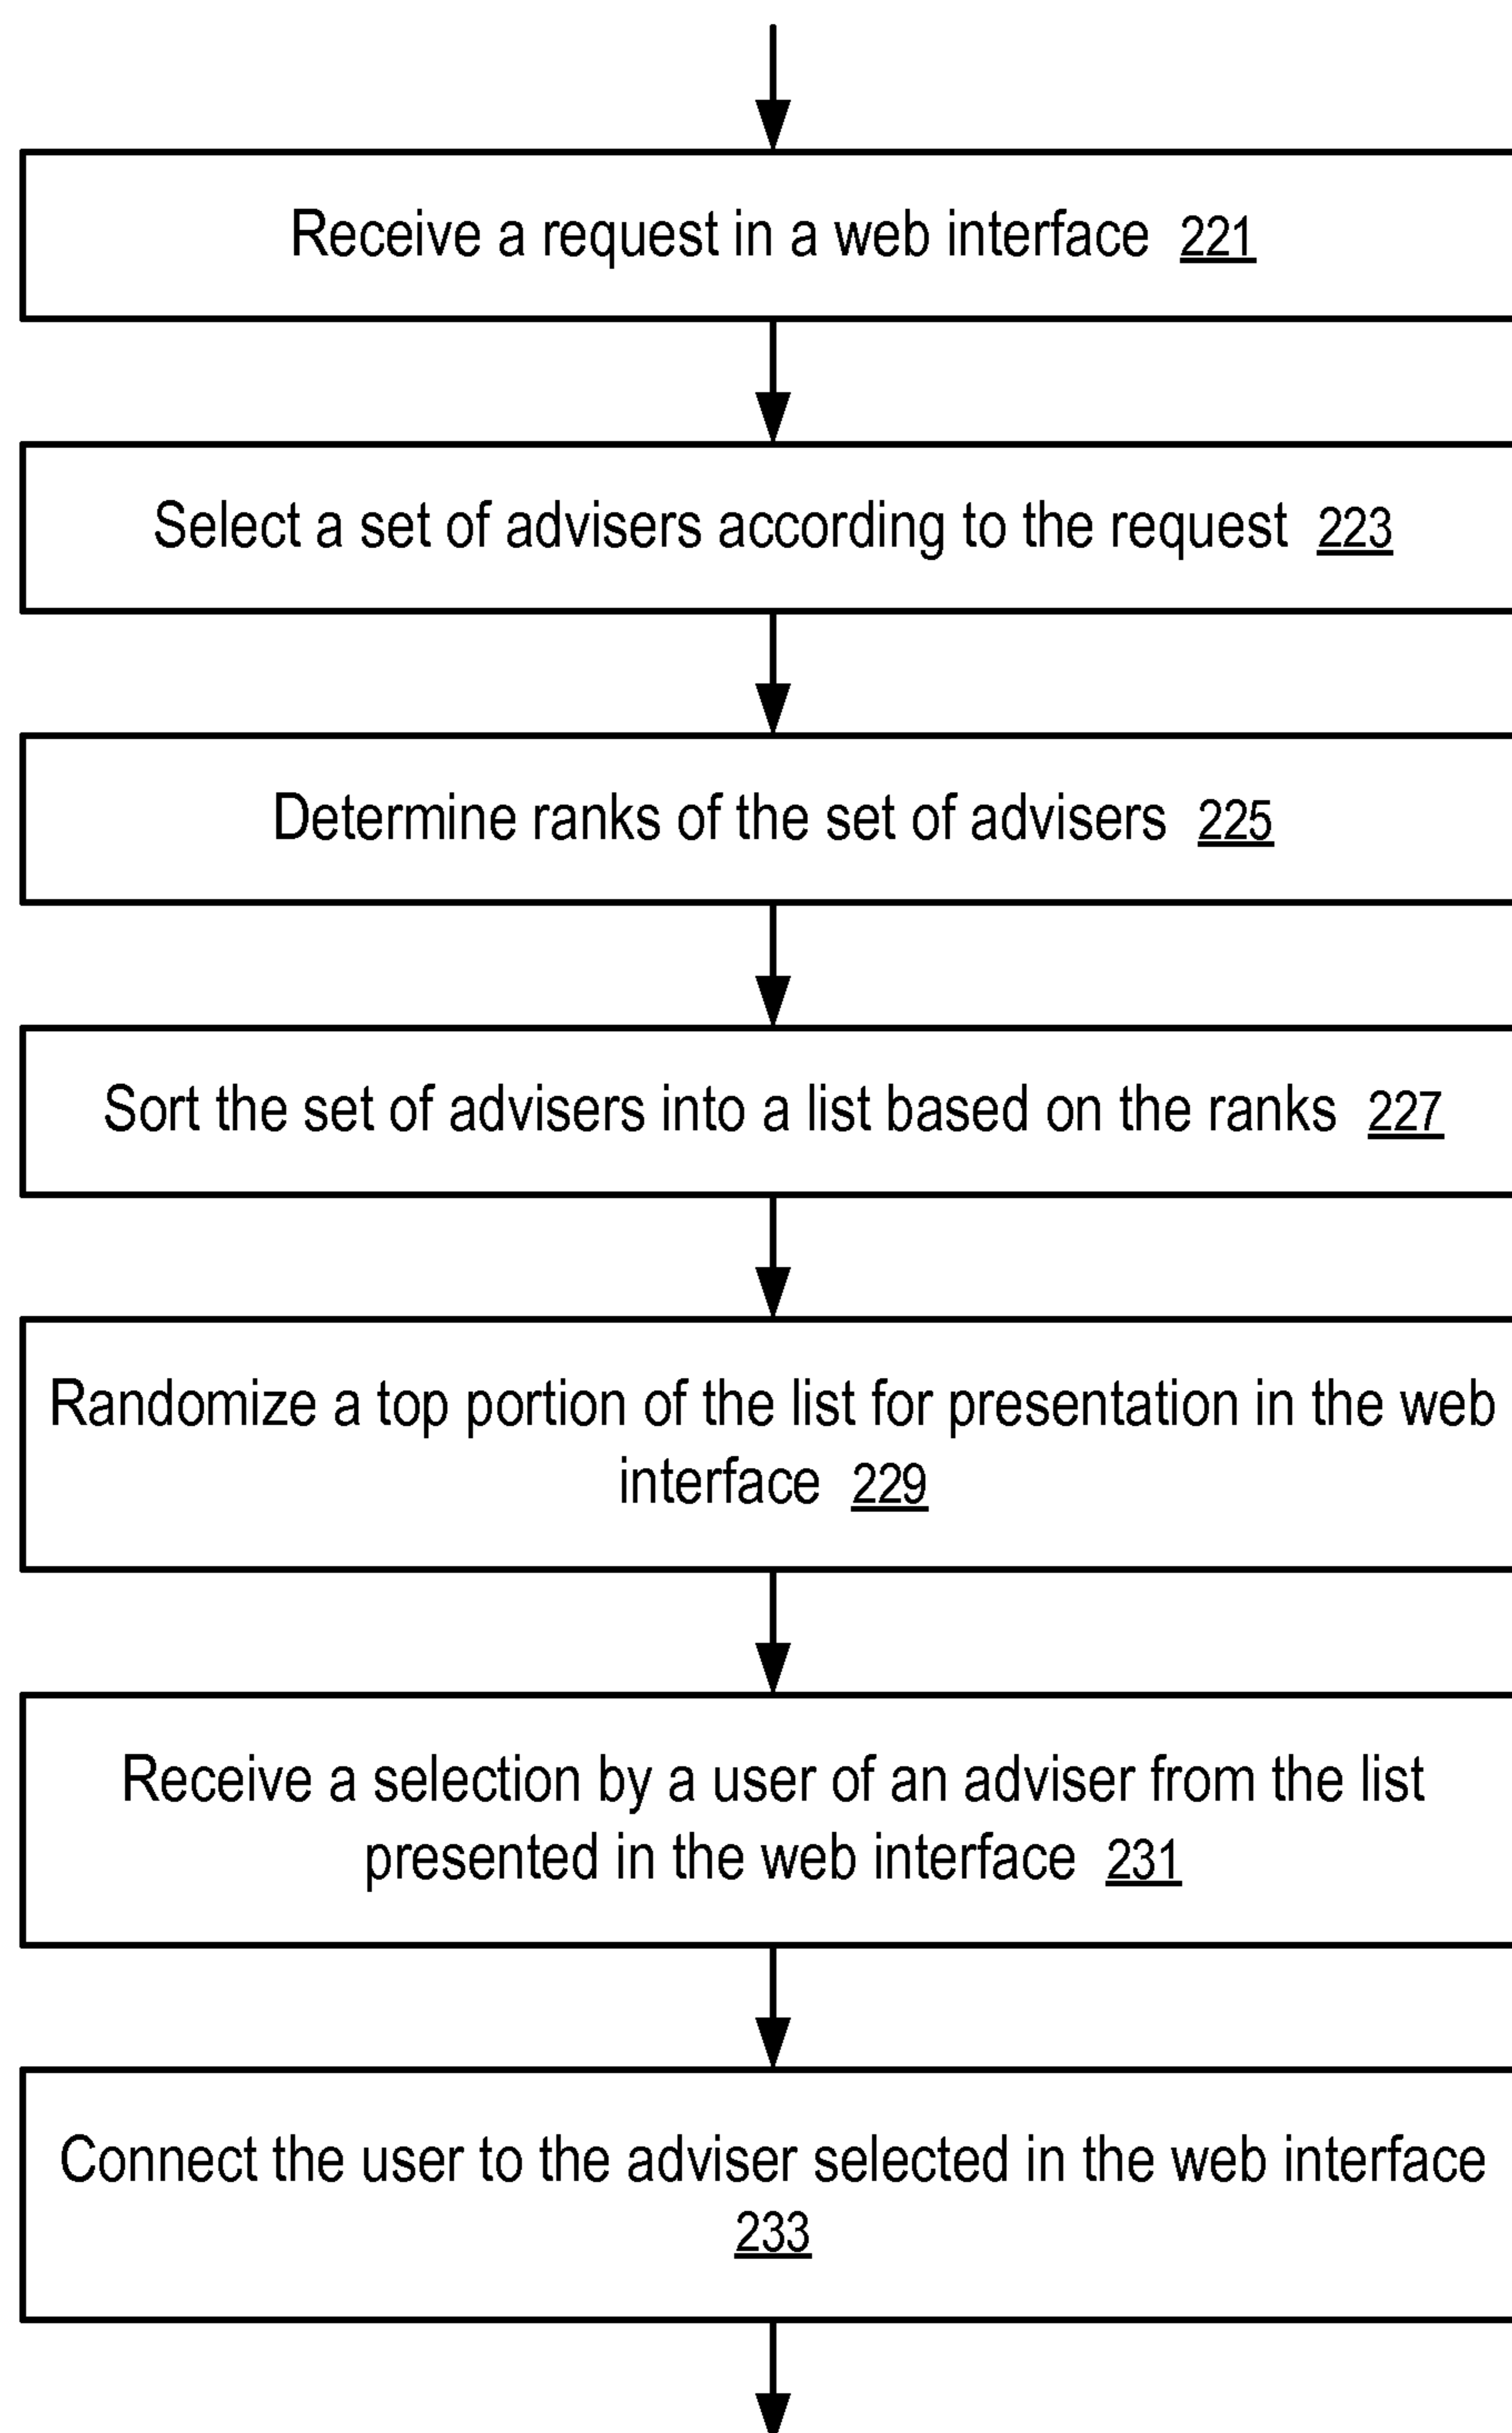 Receive a request in a web interface 221
Select a set of advisers according to the request 223
Determine ranks of the set of advisers 225
Sort the set of advisers into a list based on the ranks 227
Randomize a top portion of the list for presentation in the web
interface 229
Receive a selection by a user of an adviser from the list
presented in the web interface 231
Connect the user to the adviser selected in the web interface
233